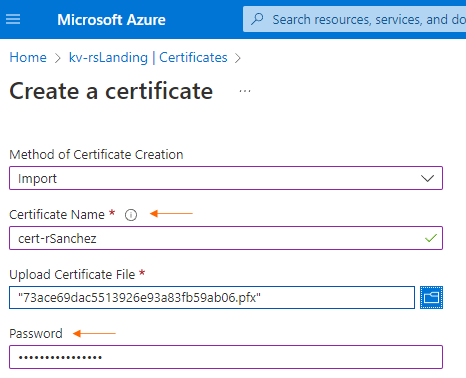 Microsoft Azure
Search resources, services, and do
Home > kv-rsLanding | Certificates >
Create a certificate ...
Method of Certificate Creation
Import
Certificate Name *
cert-rSanchez
Upload Certificate File *
"73ace69dac5513926e93a83fb59ab06.pfx"
Password
••••••••••••••••